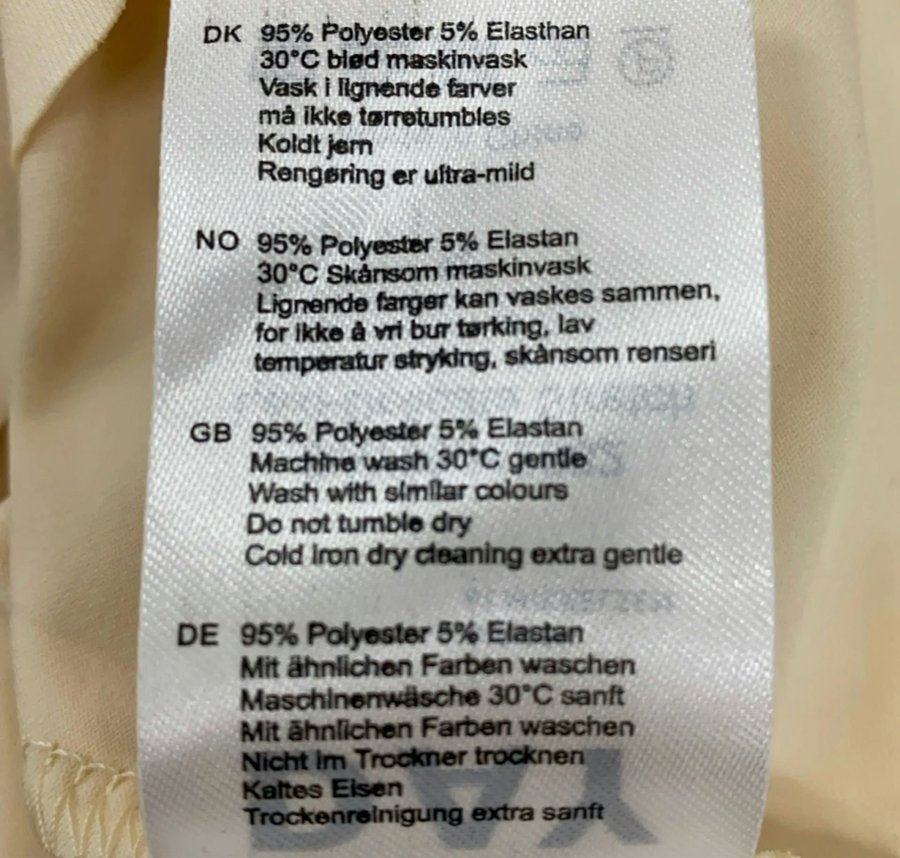 DK 95% Polyester 5% Elasthan
30°C blød maskinvask
Vask i lignende farver
må ikke tørretumbles
Koldt jern
Rengøring er ultra-mild
NO 95% Polyester 5% Elastan
30°C Skånsom maskinvask
Lignende farger kan vaskes sammen,
for ikke å vri bur tørking, lav
temperatur stryking, skånsom renseri
GB 95% Polyester 5% Elastan
Machine wash 30°C gentle
Wash with similar colours
Do not tumble dry
Cold iron dry cleaning extra gentle
DE 95% Polyester 5% Elastan
Mit ähnlichen Farben waschen
Maschinenwäsche 30°C sanft
Mit ähnlichen Farben waschen
Nicht im Trockner trocknen
Kaltes Eisen
Trockenreinigung extra sanft